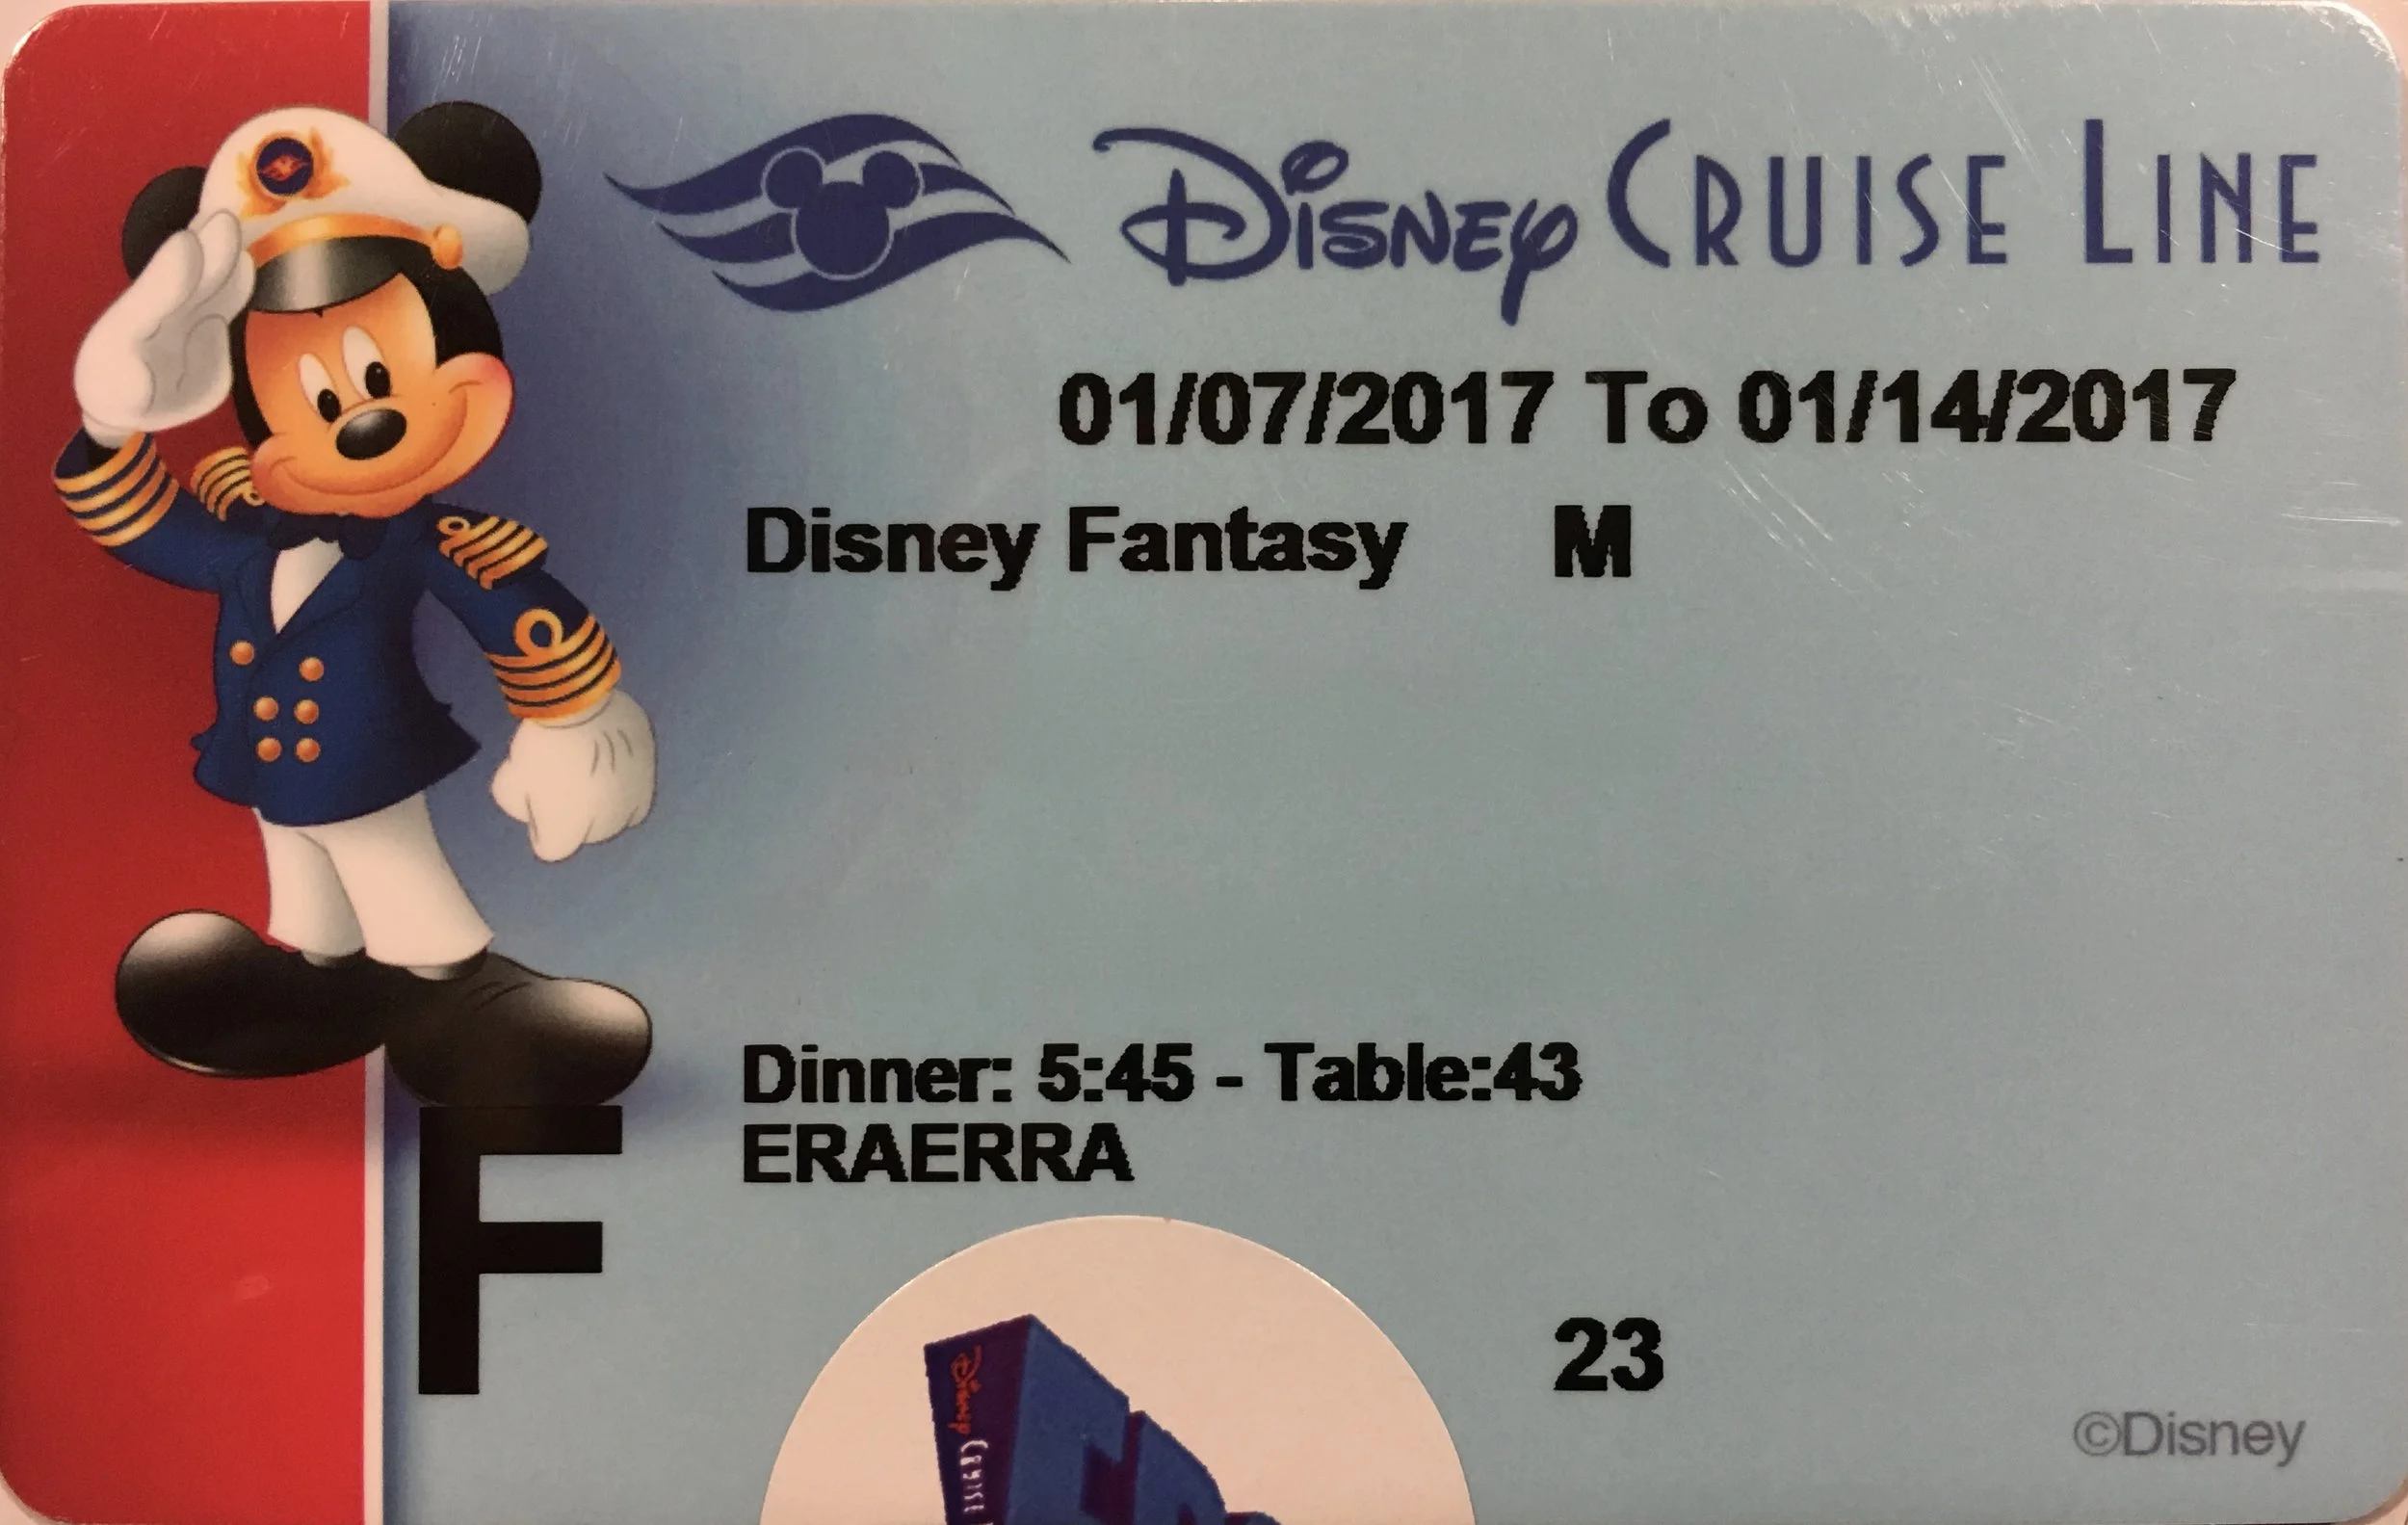 Disney Cruise Line
01/07/2017 To 01/14/2017
Disney Fantasy M
Dinner: 5:45 - Table:43
ERAERRA
F
23
Disney
©Disney